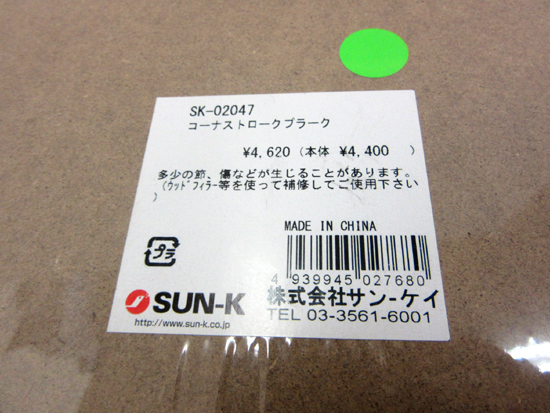 SK-02047
コーナストロークプラーク
¥4,620 (本体 ¥4,400 )
多少の節、傷などが生じることがあります。
(ウッドフィラー等を使って補修してご使用下さい
)
MADE IN CHINA
プラ
4 939945 027680
SUN-K
株式会社サン-ケイ
http://www.sun-k.co.jp
TEL 03-3561-6001